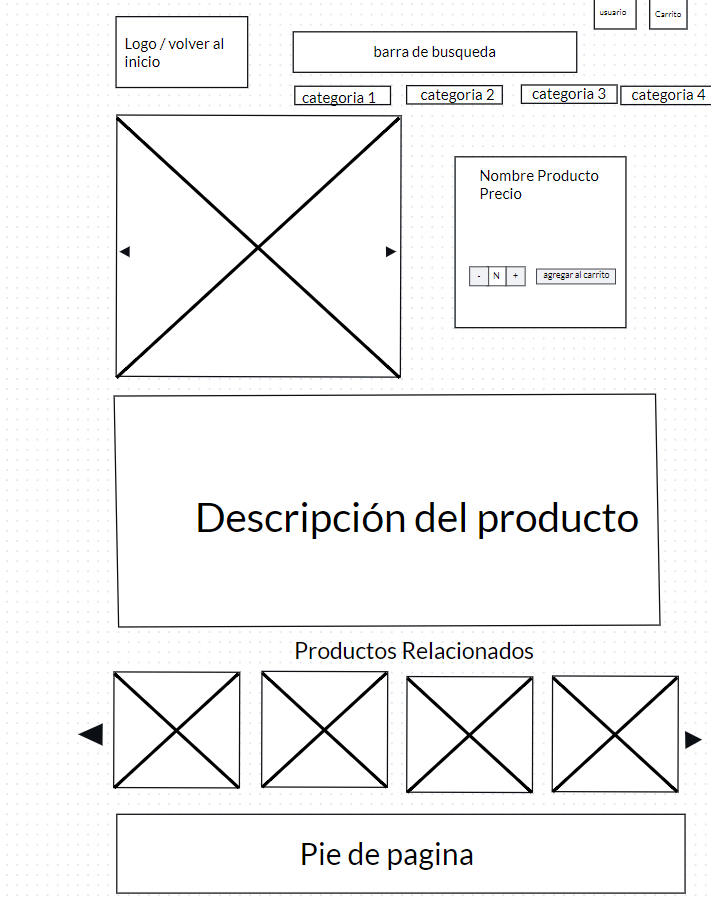 usuario
Carrito
Logo / volver al
inicio
barra de busqueda
categoria 1
categoria 2
categoria 3
categoria 4
Nombre Producto
Precio
- N +
agregar al carrito
Descripción del producto
Productos Relacionados
Pie de pagina